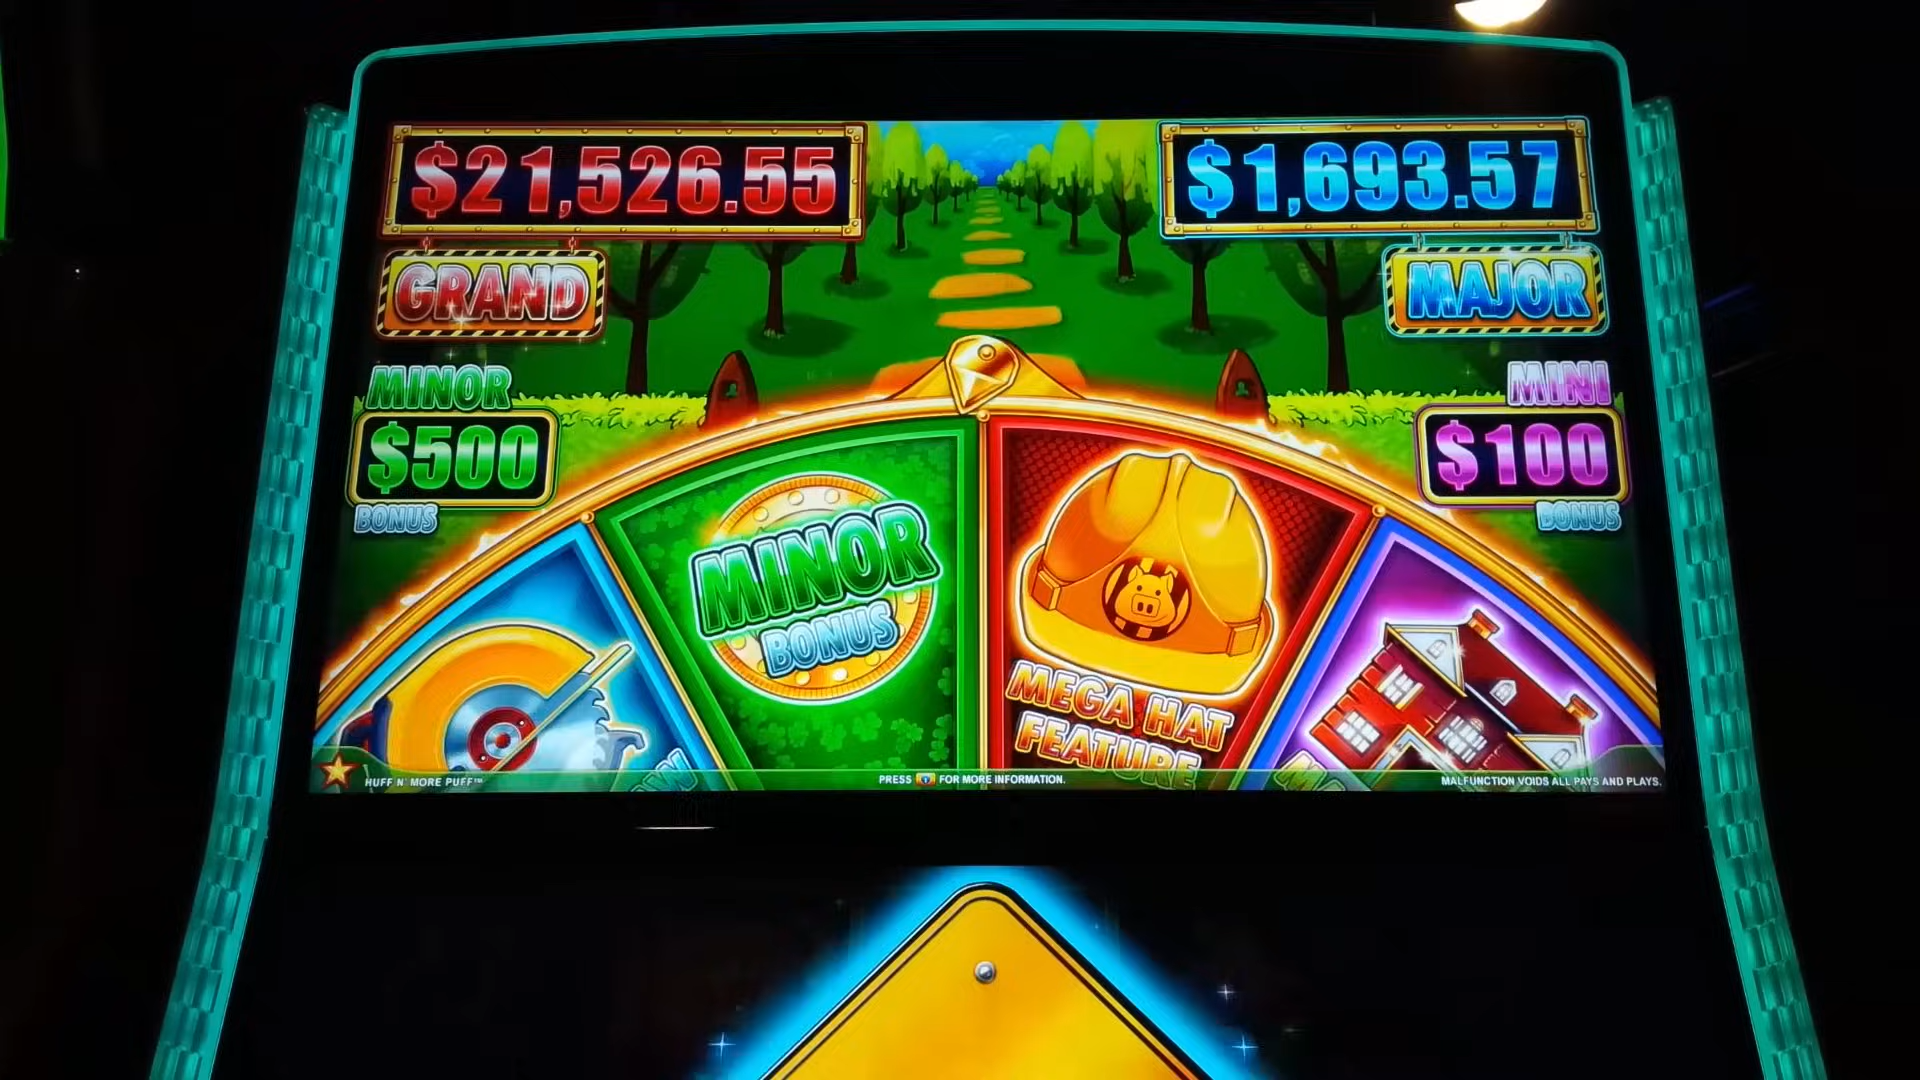 $21,526.55
$1,693.57
GRAND
MAJOR
MINOR
$500
BONUS
MINI
$100
BONUS
MINOR
BONUS
MEGA HAT
FEATURE
HUFF N' MORE PUFF™
PRESS FOR MORE INFORMATION.
MALFUNCTION VOIDS ALL PAYS AND PLAYS.